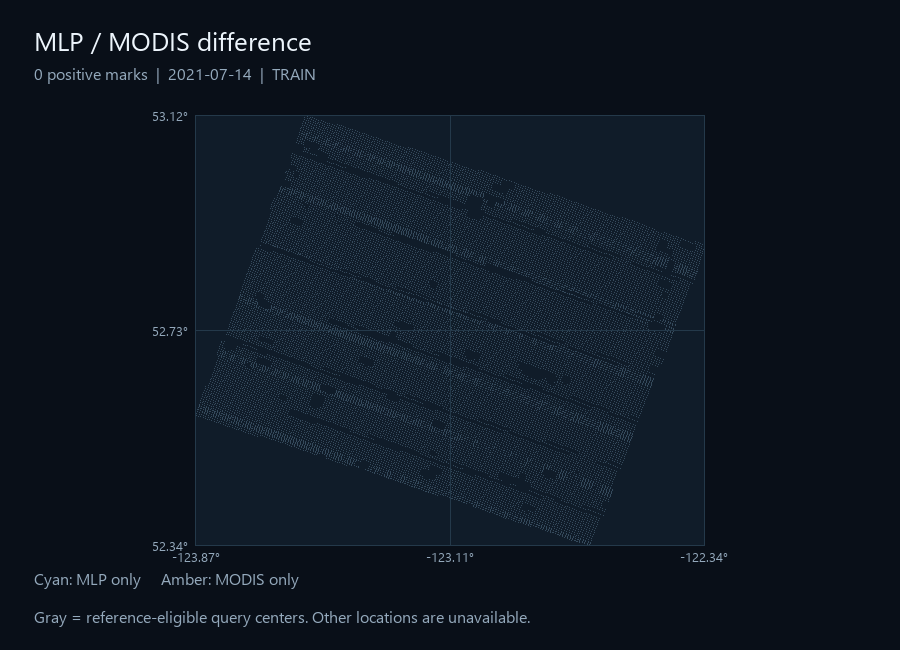 MLP / MODIS difference
0 positive marks | 2021-07-14 | TRAIN
53.12°
52.73°
52.34°
-123.87° -123.11° -122.34°
Cyan: MLP only Amber: MODIS only
Gray = reference-eligible query centers. Other locations are unavailable.